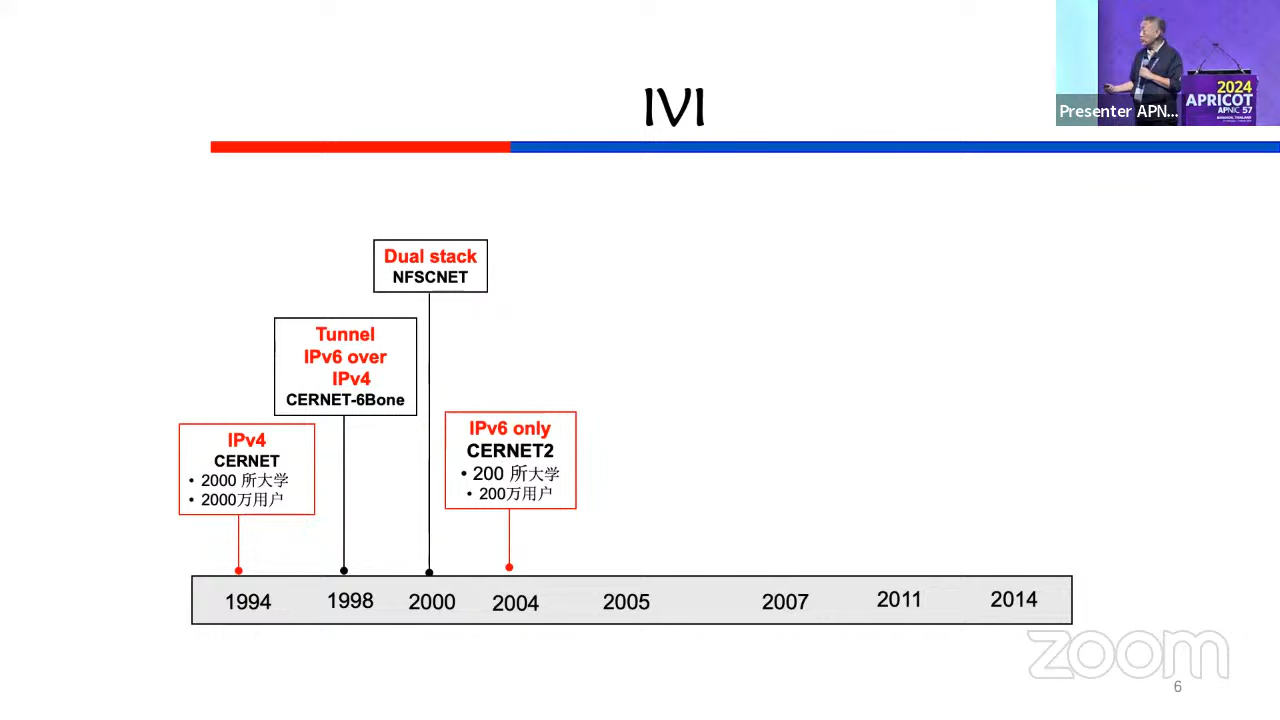 IVI
2024
APRICOT
APNIC 57
BANGKOK, THAILAND
Presenter APN...
Dual stack
NFSCNET
Tunnel
IPv6 over
IPv4
CERNET-6Bone
IPv4
CERNET
• 2000 所大学
• 2000万用户
IPv6 only
CERNET2
• 200 所大学
• 200万用户
1994
1998
2000
2004
2005
2007
2011
2014
zoom
6